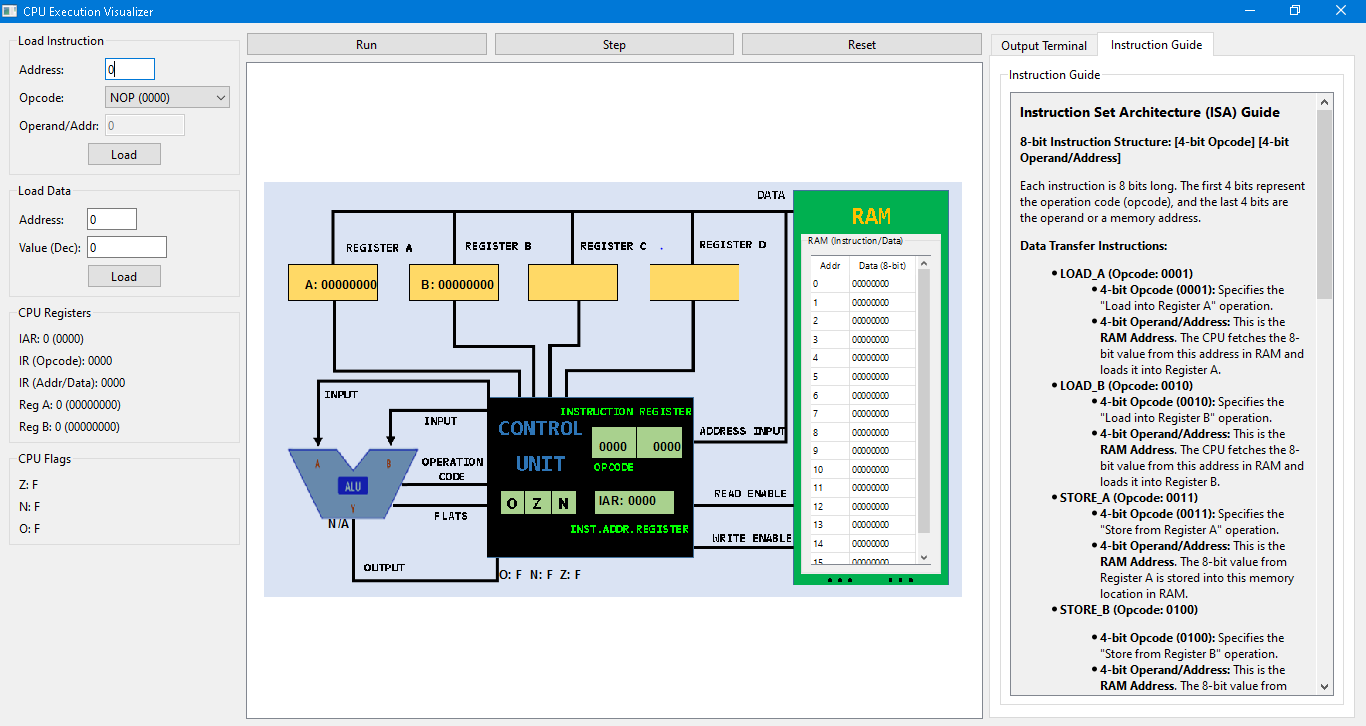 CPU Execution Visualizer
Load Instruction
Address: 0
Opcode: NOP (0000)
Operand/Addr: 0
Load
Load Data
Address: 0
Value (Dec): 0
Load
CPU Registers
IAR: 0 (0000)
IR (Opcode): 0000
IR (Addr/Data): 0000
Reg A: 0 (00000000)
Reg B: 0 (00000000)
CPU Flags
Z: F
N: F
O: F
Run
Step
Reset
DATA
REGISTER A
REGISTER B
REGISTER C
REGISTER D
A: 00000000
B: 00000000
INPUT
INPUT
OPERATION
CODE
FLATS
A
B
ALU
Y
N/A
OUTPUT
INSTRUCTION REGISTER
CONTROL
UNIT
0000 0000
OPCODE
O Z N
IAR: 0000
INST.ADDR.REGISTER
O: F N: F Z: F
ADDRESS INPUT
READ ENABLE
WRITE ENABLE
RAM
RAM (Instruction/Data)
Addr Data (8-bit)
0 00000000
1 00000000
2 00000000
3 00000000
4 00000000
5 00000000
6 00000000
7 00000000
8 00000000
9 00000000
10 00000000
11 00000000
12 00000000
13 00000000
14 00000000
15 00000000
Output Terminal
Instruction Guide
Instruction Guide
Instruction Set Architecture (ISA) Guide
8-bit Instruction Structure: [4-bit Opcode] [4-bit
Operand/Address]
Each instruction is 8 bits long. The first 4 bits represent
the operation code (opcode), and the last 4 bits are
the operand or a memory address.
Data Transfer Instructions:
• LOAD_A (Opcode: 0001)
• 4-bit Opcode (0001): Specifies the
"Load into Register A" operation.
• 4-bit Operand/Address: This is the
RAM Address. The CPU fetches the 8-
bit value from this address in RAM and
loads it into Register A.
• LOAD_B (Opcode: 0010)
• 4-bit Opcode (0010): Specifies the
"Load into Register B" operation.
• 4-bit Operand/Address: This is the
RAM Address. The CPU fetches the 8-
bit value from this address in RAM and
loads it into Register B.
• STORE_A (Opcode: 0011)
• 4-bit Opcode (0011): Specifies the
"Store from Register A" operation.
• 4-bit Operand/Address: This is the
RAM Address. The 8-bit value from
Register A is stored into this memory
location in RAM.
• STORE_B (Opcode: 0100)
• 4-bit Opcode (0100): Specifies the
"Store from Register B" operation.
• 4-bit Operand/Address: This is the
RAM Address. The 8-bit value from